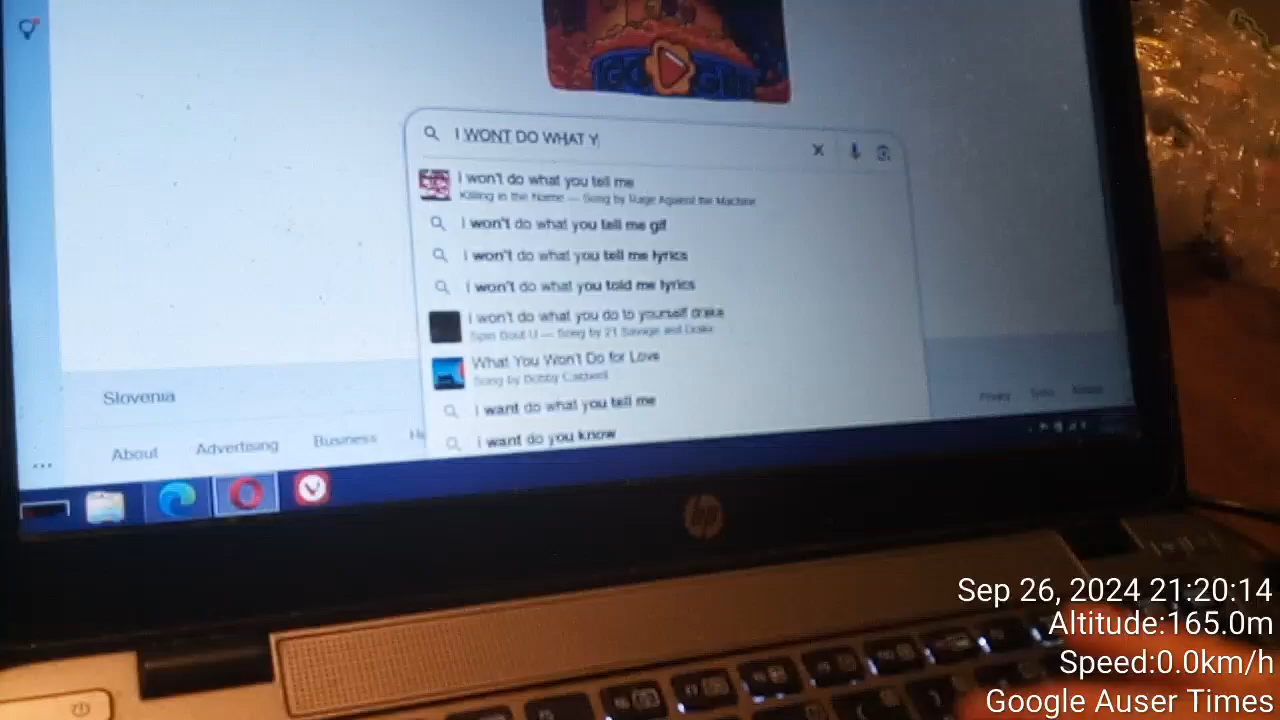 I WONT DO WHAT Y
I won't do what you tell me
Killing in the Name — Song by Rage Against the Machine
I won't do what you tell me gif
I won't do what you tell me lyrics
I won't do what you told me lyrics
I won't do what you do to yourself drake
Spin Bout U — Song by 21 Savage and Drake
What You Won't Do for Love
Song by Bobby Caldwell
I want do what you tell me
I want do you know
Slovenia
About Advertising Business
Privacy Terms
hp
Sep 26, 2024 21:20:14
Altitude:165.0m
Speed:0.0km/h
Google Auser Times